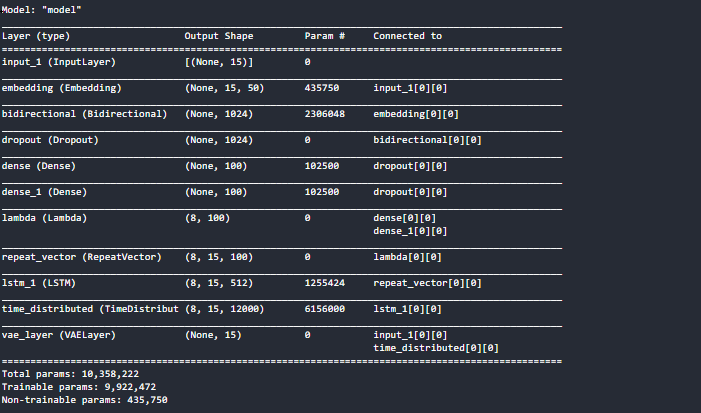 Model: "model"
Layer (type) Output Shape Param # Connected to
input_1 (InputLayer) [(None, 15)] 0
embedding (Embedding) (None, 15, 50) 435750 input_1[0][0]
bidirectional (Bidirectional) (None, 1024) 2306048 embedding[0][0]
dropout (Dropout) (None, 1024) 0 bidirectional[0][0]
dense (Dense) (None, 100) 102500 dropout[0][0]
dense_1 (Dense) (None, 100) 102500 dropout[0][0]
lambda (Lambda) (8, 100) 0 dense[0][0]
dense_1[0][0]
repeat_vector (RepeatVector) (8, 15, 100) 0 lambda[0][0]
lstm_1 (LSTM) (8, 15, 512) 1255424 repeat_vector[0][0]
time_distributed (TimeDistribut (8, 15, 12000) 6156000 lstm_1[0][0]
vae_layer (VAELayer) (None, 15) 0 input_1[0][0]
time_distributed[0][0]
Total params: 10,358,222
Trainable params: 9,922,472
Non-trainable params: 435,750